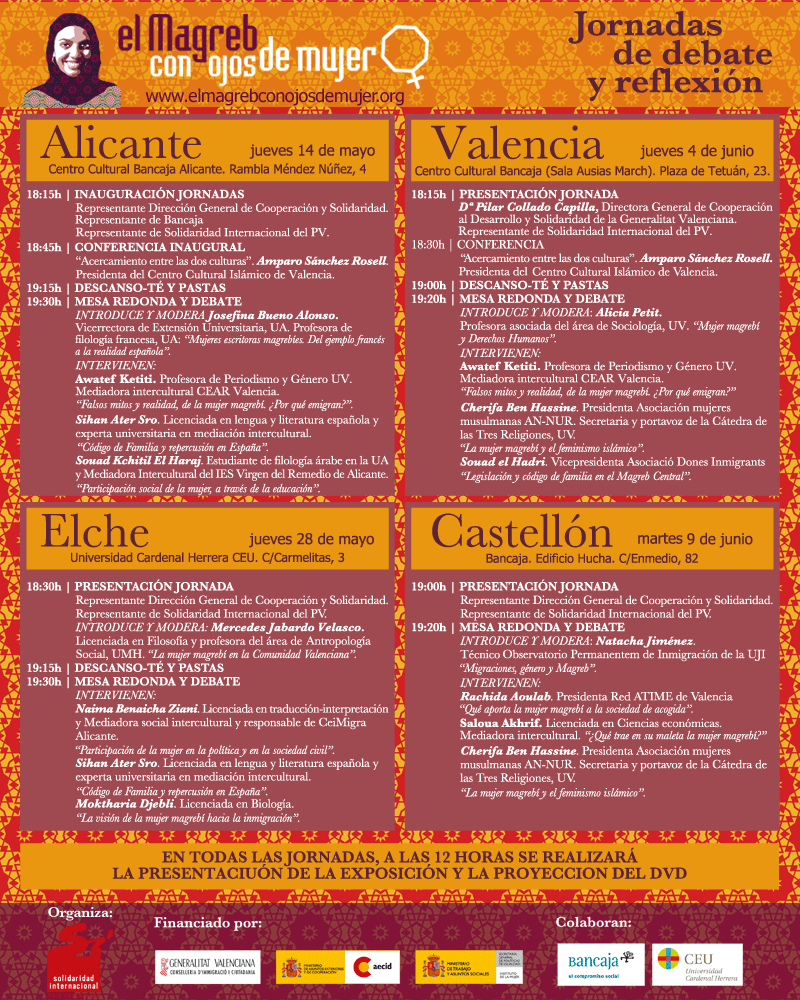 el Magreb
con ojos de mujer
www.elmagrebconojosdemujer.org
Jornadas
de debate
y reflexión
Alicante jueves 14 de mayo
Centro Cultural Bancaja Alicante. Rambla Méndez Núñez, 4
18:15h | INAUGURACIÓN JORNADAS
Representante Dirección General de Cooperación y Solidaridad.
Representante de Bancaja
Representante de Solidaridad Internacional del PV.
18:45h | CONFERENCIA INAUGURAL
“Acercamiento entre las dos culturas”. Amparo Sánchez Rosell.
Presidenta del Centro Cultural Islámico de Valencia.
19:15h | DESCANSO-TÉ Y PASTAS
19:30h | MESA REDONDA Y DEBATE
INTRODUCE Y MODERA Josefina Bueno Alonso.
Vicerrectora de Extensión Universitaria, UA. Profesora de
filología francesa, UA: “Mujeres escritoras magrebíes. Del ejemplo francés
a la realidad española”.
INTERVIENEN:
Awatef Ketiti. Profesora de Periodismo y Género UV.
Mediadora intercultural CEAR Valencia.
“Falsos mitos y realidad, de la mujer magrebí. ¿Por qué emigran?”.
Sihan Ater Sro. Licenciada en lengua y literatura española y
experta universitaria en mediación intercultural.
“Código de Familia y repercusión en España”.
Souad Kchitil El Haraj. Estudiante de filología árabe en la UA
y Mediadora Intercultural del IES Virgen del Remedio de Alicante.
“Participación social de la mujer, a través de la educación”.
Valencia jueves 4 de junio
Centro Cultural Bancaja (Sala Ausias March). Plaza de Tetuán, 23.
18:15h | PRESENTACIÓN JORNADA
Dª Pilar Collado Capilla, Directora General de Cooperación
al Desarrollo y Solidaridad de la Generalitat Valenciana.
Representante de Solidaridad Internacional del PV.
18:30h | CONFERENCIA
“Acercamiento entre las dos culturas”. Amparo Sánchez Rosell.
Presidenta del Centro Cultural Islámico de Valencia.
19:00h | DESCANSO-TÉ Y PASTAS
19:20h | MESA REDONDA Y DEBATE
INTRODUCE Y MODERA: Alicia Petit.
Profesora asociada del área de Sociología, UV. “Mujer magrebí
y Derechos Humanos”.
INTERVIENEN:
Awatef Ketiti. Profesora de Periodismo y Género UV.
Mediadora intercultural CEAR Valencia.
“Falsos mitos y realidad, de la mujer magrebí. ¿Por qué emigran?”
Cherifa Ben Hassine. Presidenta Asociación mujeres
musulmanas AN-NUR. Secretaria y portavoz de la Cátedra de
las Tres Religiones, UV.
“La mujer magrebí y el feminismo islámico”.
Souad el Hadri. Vicepresidenta Asociació Dones Inmigrants
“Legislación y código de familia en el Magreb Central”.
Elche jueves 28 de mayo
Universidad Cardenal Herrera CEU. C/Carmelitas, 3
18:30h | PRESENTACIÓN JORNADA
Representante Dirección General de Cooperación y Solidaridad.
Representante de Solidaridad Internacional del PV.
INTRODUCE Y MODERA: Mercedes Jabardo Velasco.
Licenciada en Filosofía y profesora del área de Antropología
Social, UMH. “La mujer magrebí en la Comunidad Valenciana”.
19:15h | DESCANSO-TÉ Y PASTAS
19:30h | MESA REDONDA Y DEBATE
INTERVIENEN:
Naima Benaicha Ziani. Licenciada en traducción-interpretación
y Mediadora social intercultural y responsable de CeiMigra
Alicante.
“Participación de la mujer en la política y en la sociedad civil”.
Sihan Ater Sro. Licenciada en lengua y literatura española y
experta universitaria en mediación intercultural.
“Código de Familia y repercusión en España”.
Moktharia Djebli. Licenciada en Biología.
“La visión de la mujer magrebí hacia la inmigración”.
Castellón martes 9 de junio
Bancaja. Edificio Hucha. C/Enmedio, 82
19:00h | PRESENTACIÓN JORNADA
Representante Dirección General de Cooperación y Solidaridad.
Representante de Solidaridad Internacional del PV.
19:20h | MESA REDONDA Y DEBATE
INTRODUCE Y MODERA: Natacha Jiménez.
Técnico Observatorio Permanentem de Inmigración de la UJI
“Migraciones, género y Magreb”.
INTERVIENEN:
Rachida Aoulab. Presidenta Red ATIME de Valencia
“Qué aporta la mujer magrebí a la sociedad de acogida”.
Saloua Akhrif. Licenciada en Ciencias económicas.
Mediadora intercultural. “¿Qué trae en su maleta la mujer magrebí?”
Cherifa Ben Hassine. Presidenta Asociación mujeres
musulmanas AN-NUR. Secretaria y portavoz de la Cátedra de
las Tres Religiones, UV.
“La mujer magrebí y el feminismo islámico”.
EN TODAS LAS JORNADAS, A LAS 12 HORAS SE REALIZARÁ
LA PRESENTACIUÓN DE LA EXPOSICIÓN Y LA PROYECCION DEL DVD
Organiza:
Sí
solidaridad
internacional
Financiado por:
GENERALITAT VALENCIANA
CONSELLERIA D'IMMIGRACIÓ I CIUTADANIA
MINISTERIO
DE ASUNTOS EXTERIORES
Y DE COOPERACIÓN
aecid
MINISTERIO
DE TRABAJO
Y ASUNTOS SOCIALES
INSTITUTO
DE LA MUJER
Colaboran:
bancaja
el compromiso social
CEU
Universidad
Cardenal Herrera